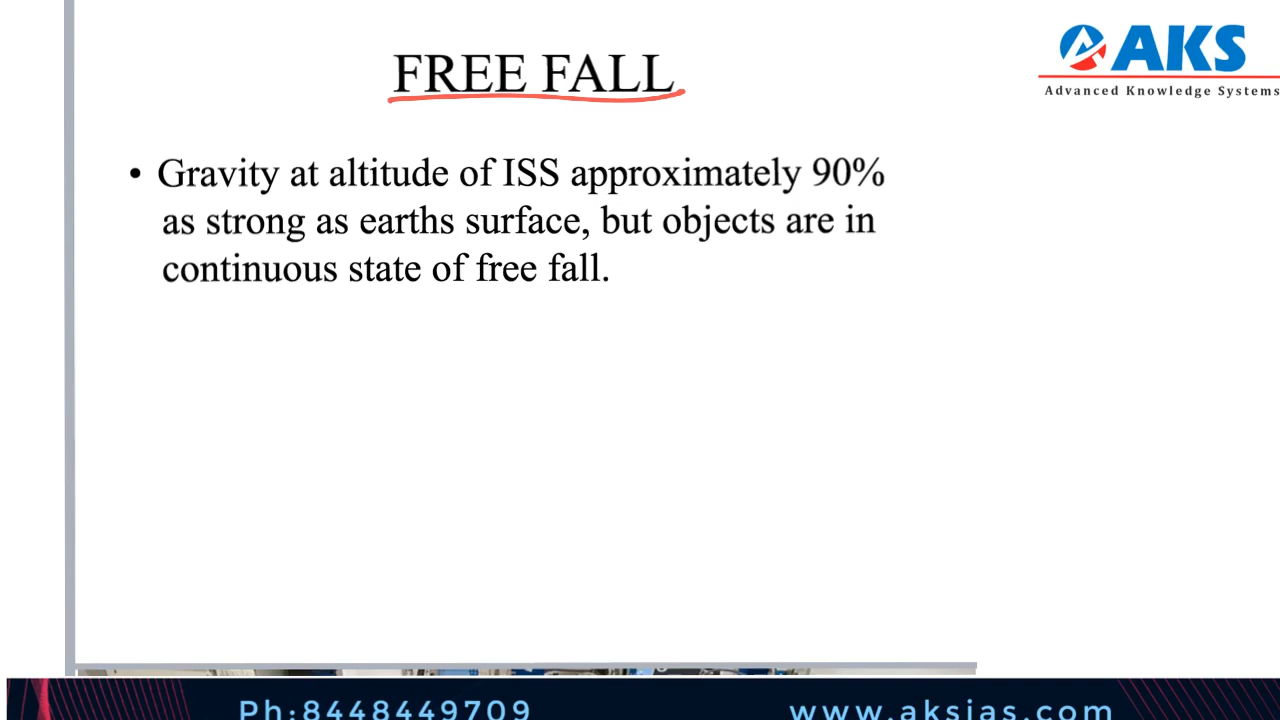 FREE FALL
AKS
Advanced Knowledge Systems
• Gravity at altitude of ISS approximately 90%
as strong as earths surface, but objects are in
continuous state of free fall.
Ph:8448449709
www.aksias.com